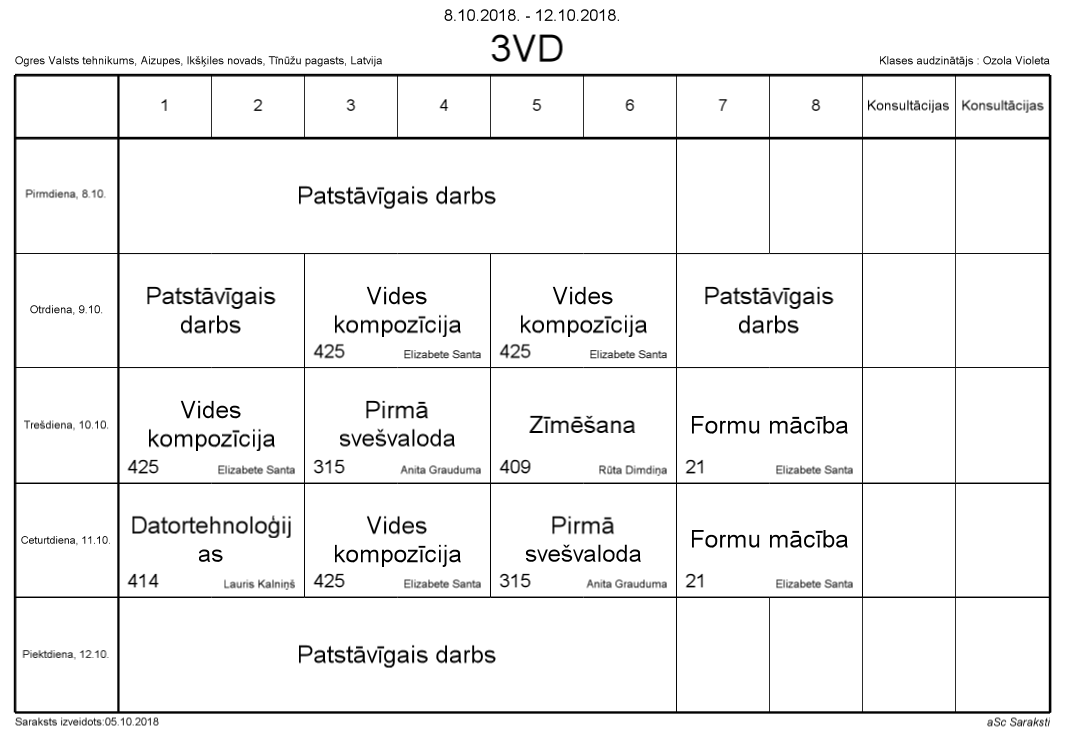 8.10.2018. - 12.10.2018.
3VD
Ogres Valsts tehnikums, Aizupes, Ikšķiles novads, Tīnūžu pagasts, Latvija
Klases audzinātājs : Ozola Violeta
1 2 3 4 5 6 7 8 Konsultācijas Konsultācijas
Pirmdiena, 8.10.
Patstāvīgais darbs
Otrdiena, 9.10.
Patstāvīgais
darbs
Vides
kompozīcija
425 Elizabete Santa
Vides
kompozīcija
425 Elizabete Santa
Patstāvīgais
darbs
Trešdiena, 10.10.
Vides
kompozīcija
425 Elizabete Santa
Pirmā
svešvaloda
315 Anita Grauduma
Zīmēšana
409 Rūta Dimdiņa
Formu mācība
21 Elizabete Santa
Ceturtdiena, 11.10.
Datortehnoloģij
as
414 Lauris Kalniņš
Vides
kompozīcija
425 Elizabete Santa
Pirmā
svešvaloda
315 Anita Grauduma
Formu mācība
21 Elizabete Santa
Piektdiena, 12.10.
Patstāvīgais darbs
Saraksts izveidots:05.10.2018
aSc Saraksti